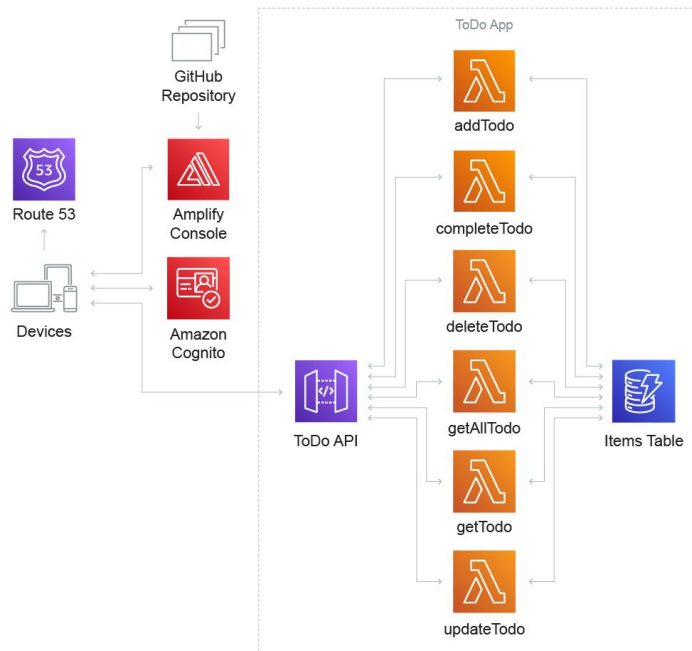 ToDo App
GitHub
Repository
addTodo
53
Route 53
Amplify
Console
completeTodo
Devices
Amazon
Cognito
deleteTodo
</>
ToDo API
getAllTodo
Items Table
getTodo
updateTodo